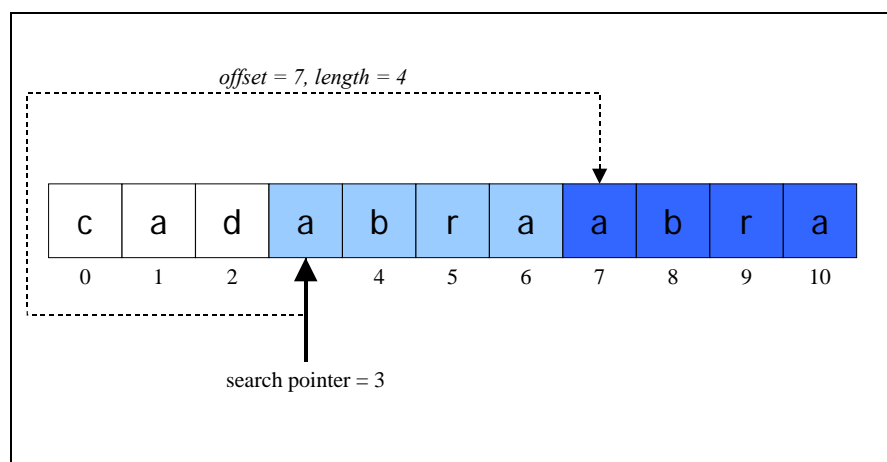 offset = 7, length = 4
c a d a b r a a b r a
0 1 2 4 5 6 7 8 9 10
search pointer = 3